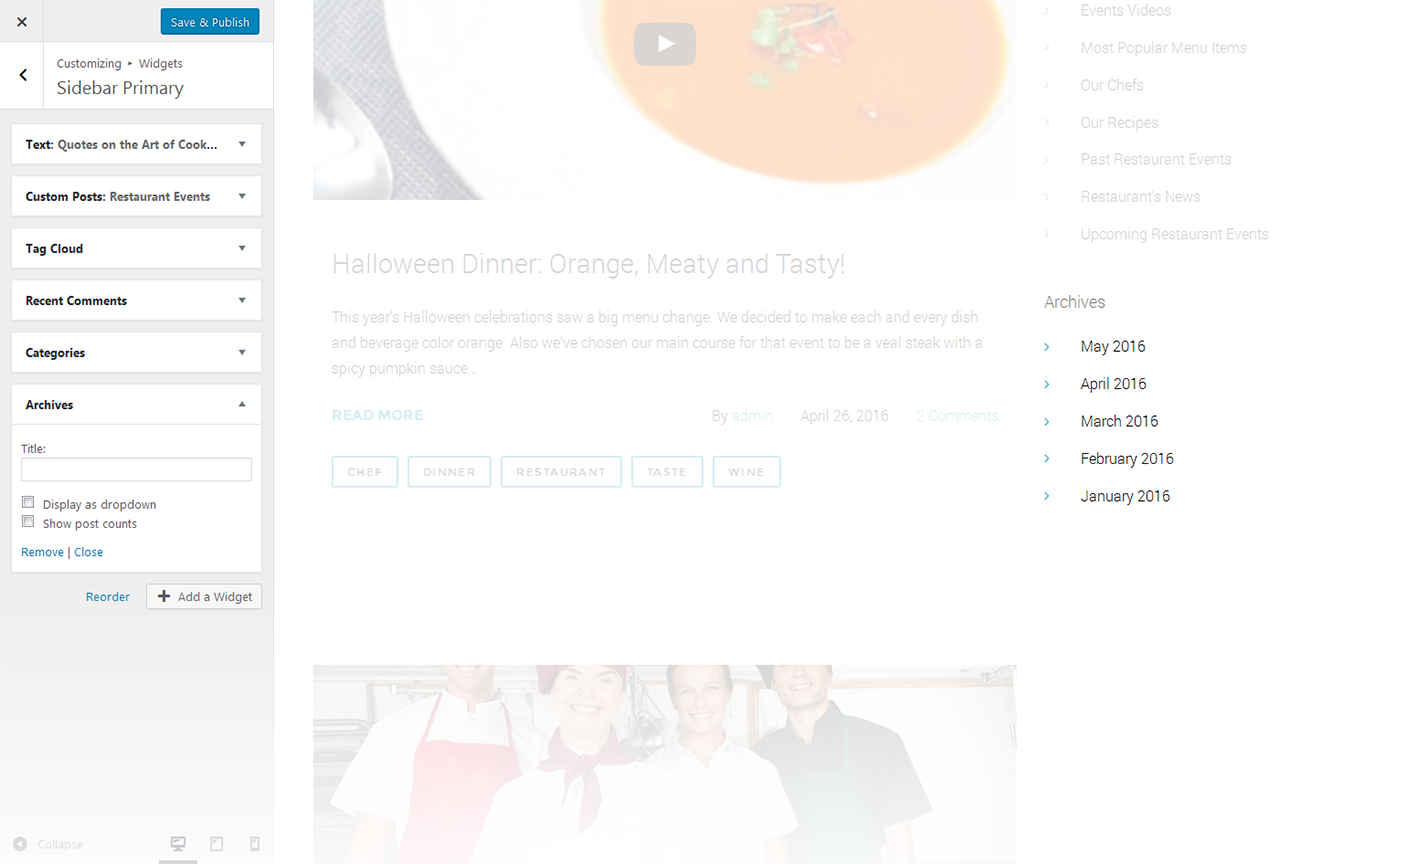 Save & Publish
Customizing ▸ Widgets
Sidebar Primary
Text: Quotes on the Art of Cook...
Custom Posts: Restaurant Events
Tag Cloud
Recent Comments
Categories
Archives
Title:
Display as dropdown
Show post counts
Remove | Close
Reorder
Add a Widget
Collapse
Halloween Dinner: Orange, Meaty and Tasty!
This year's Halloween celebrations saw a big menu change. We decided to make each and every dish
and beverage color orange. Also we've chosen our main course for that event to be a veal steak with a
spicy pumpkin sauce...
READ MORE
By admin April 26, 2016 2 Comments
CHEF DINNER RESTAURANT TASTE WINE
Events Videos
Most Popular Menu Items
Our Chefs
Our Recipes
Past Restaurant Events
Restaurant's News
Upcoming Restaurant Events
Archives
May 2016
April 2016
March 2016
February 2016
January 2016